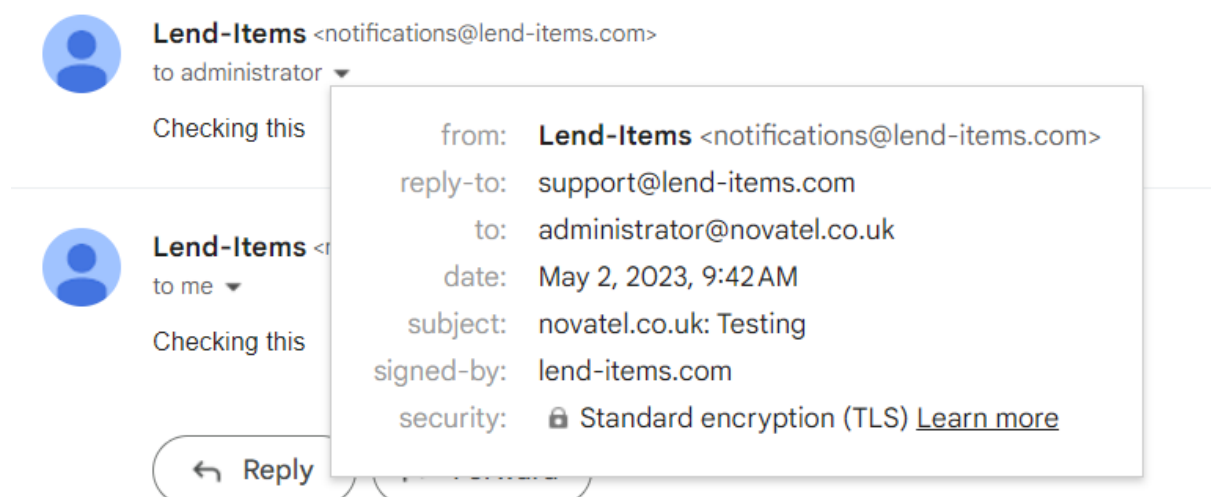 Lend-Items <notifications@lend-items.com>
to administrator
Checking this
from: Lend-Items <notifications@lend-items.com>
reply-to: support@lend-items.com
to: administrator@novatel.co.uk
date: May 2, 2023, 9:42 AM
subject: novatel.co.uk: Testing
signed-by: lend-items.com
security: Standard encryption (TLS) Learn more
Lend-Items
to me
Checking this
Reply